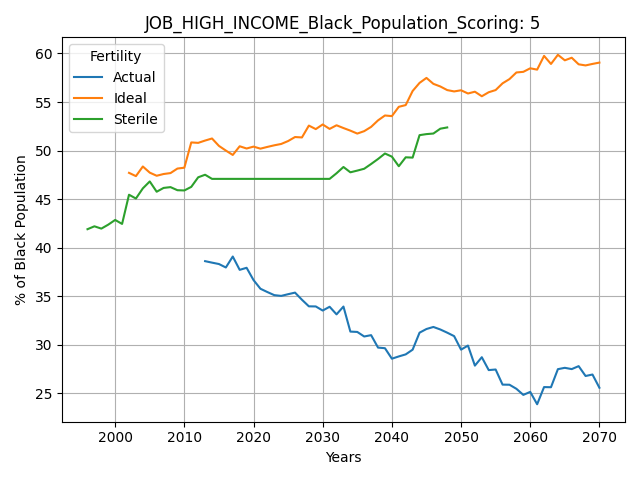 JOB_HIGH_INCOME_Black_Population_Scoring: 5
Fertility
Actual
Ideal
Sterile
% of Black Population
60
55
50
45
40
35
30
25
2000 2010 2020 2030 2040 2050 2060 2070
Years